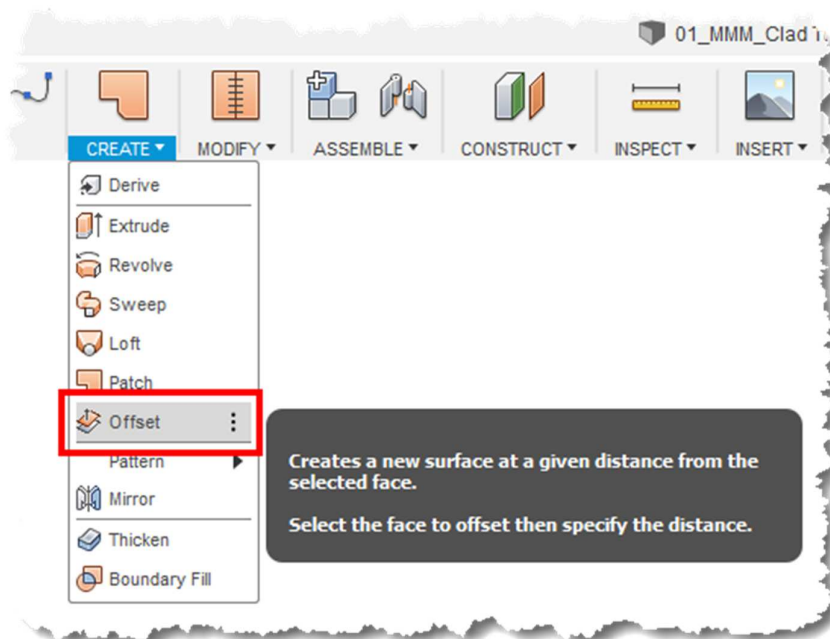 01_MMM_Clad
CREATE MODIFY ASSEMBLE CONSTRUCT INSPECT INSERT
Derive
Extrude
Revolve
Sweep
Loft
Patch
Offset
Pattern
Mirror
Thicken
Boundary Fill
Creates a new surface at a given distance from the
selected face.
Select the face to offset then specify the distance.